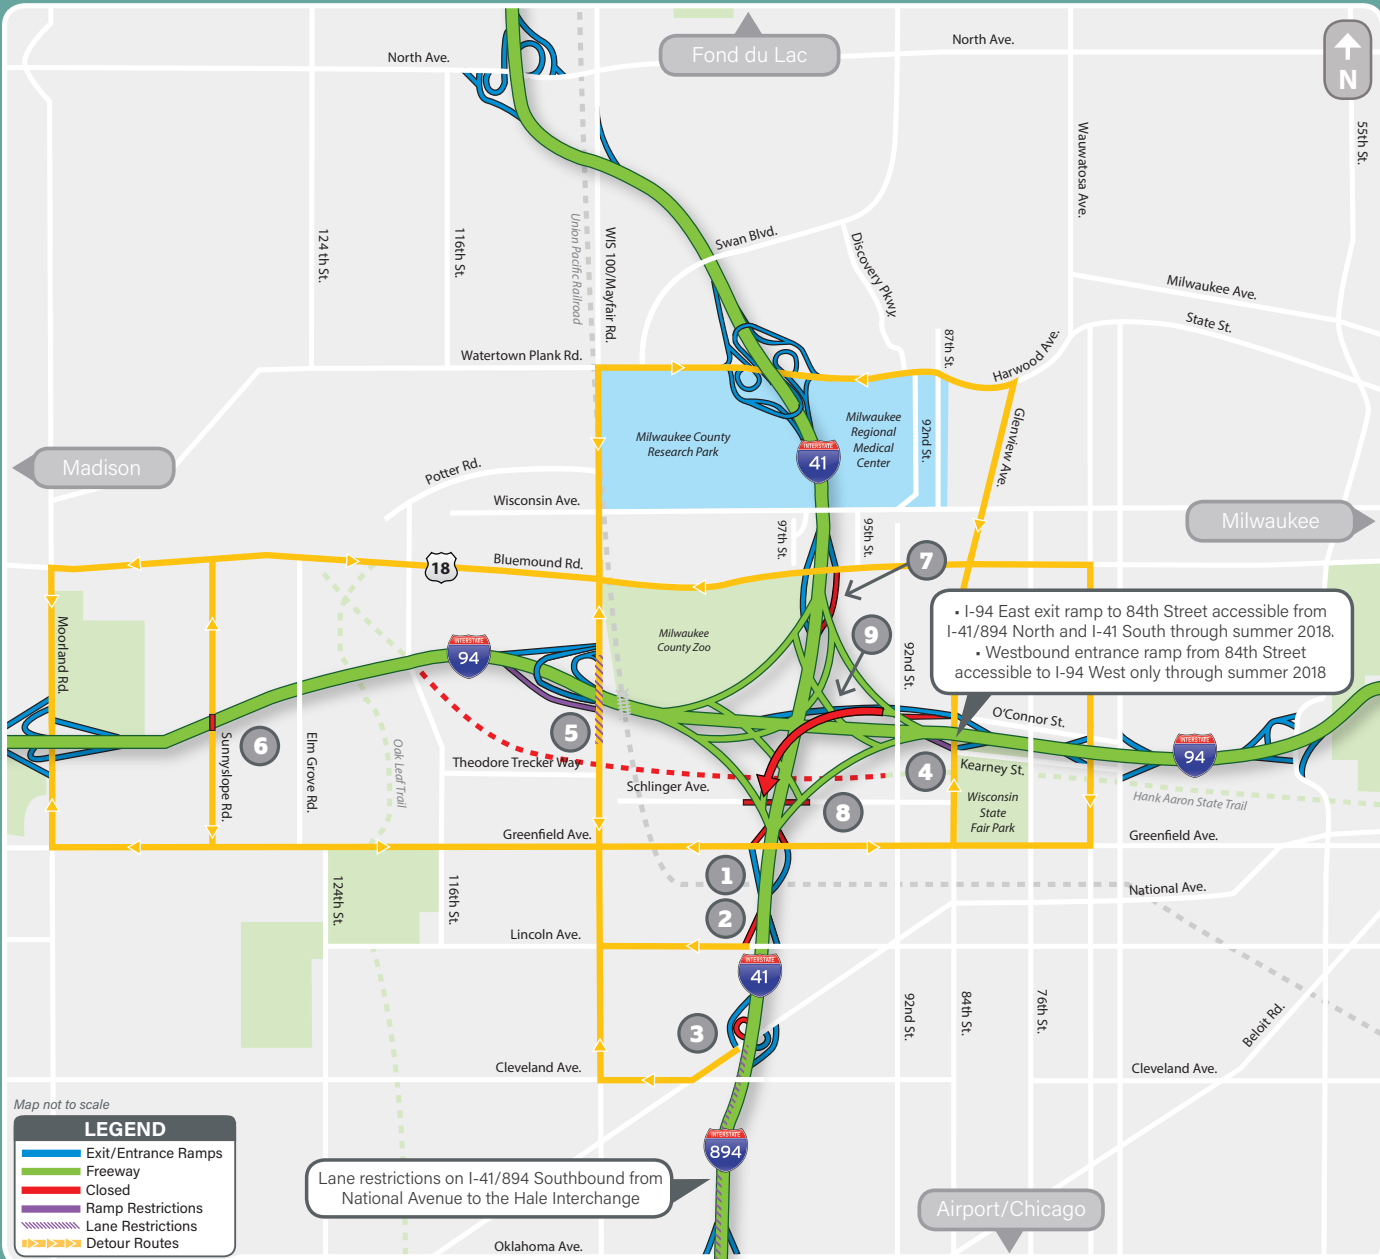 North Ave.
Fond du Lac
North Ave.
N
55th St.
Wauwatosa Ave.
124 th St.
116th St.
Union Pacific Railroad
WIS 100/Mayfair Rd.
Swan Blvd.
Discovery Pkwy.
Milwaukee Ave.
State St.
Watertown Plank Rd.
87th St.
Harwood Ave.
Glenview Ave.
Milwaukee County
Research Park
Milwaukee
Regional
Medical
Center
92nd St.
INTERSTATE
41
Madison
Potter Rd.
Wisconsin Ave.
Milwaukee
97th St.
95th St.
Bluemound Rd.
18
7
• I-94 East exit ramp to 84th Street accessible from
I-41/894 North and I-41 South through summer 2018.
• Westbound entrance ramp from 84th Street
accessible to I-94 West only through summer 2018
Moorland Rd.
Milwaukee
County Zoo
9
92nd St.
INTERSTATE
94
O'Connor St.
5
6
Sunnyslope Rd.
Elm Grove Rd.
Oak Leaf Trail
Theodore Trecker Way
Schlinger Ave.
4
Kearney St.
INTERSTATE
94
Wisconsin
State
Fair Park
Hank Aaron State Trail
8
Greenfield Ave.
Greenfield Ave.
1
124th St.
116th St.
National Ave.
2
Lincoln Ave.
INTERSTATE
41
3
92nd St.
84th St.
76th St.
Beloit Rd.
Cleveland Ave.
Cleveland Ave.
Map not to scale
LEGEND
Exit/Entrance Ramps
Freeway
Closed
Ramp Restrictions
Lane Restrictions
Detour Routes
INTERSTATE
894
Lane restrictions on I-41/894 Southbound from
National Avenue to the Hale Interchange
Airport/Chicago
Oklahoma Ave.